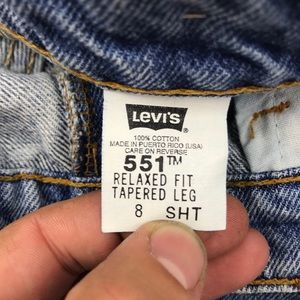 LEVI'S ®
100% COTTON
MADE IN PUERTO RICO (USA)
CARE ON REVERSE
551™
RELAXED FIT
TAPERED LEG
8 SHT